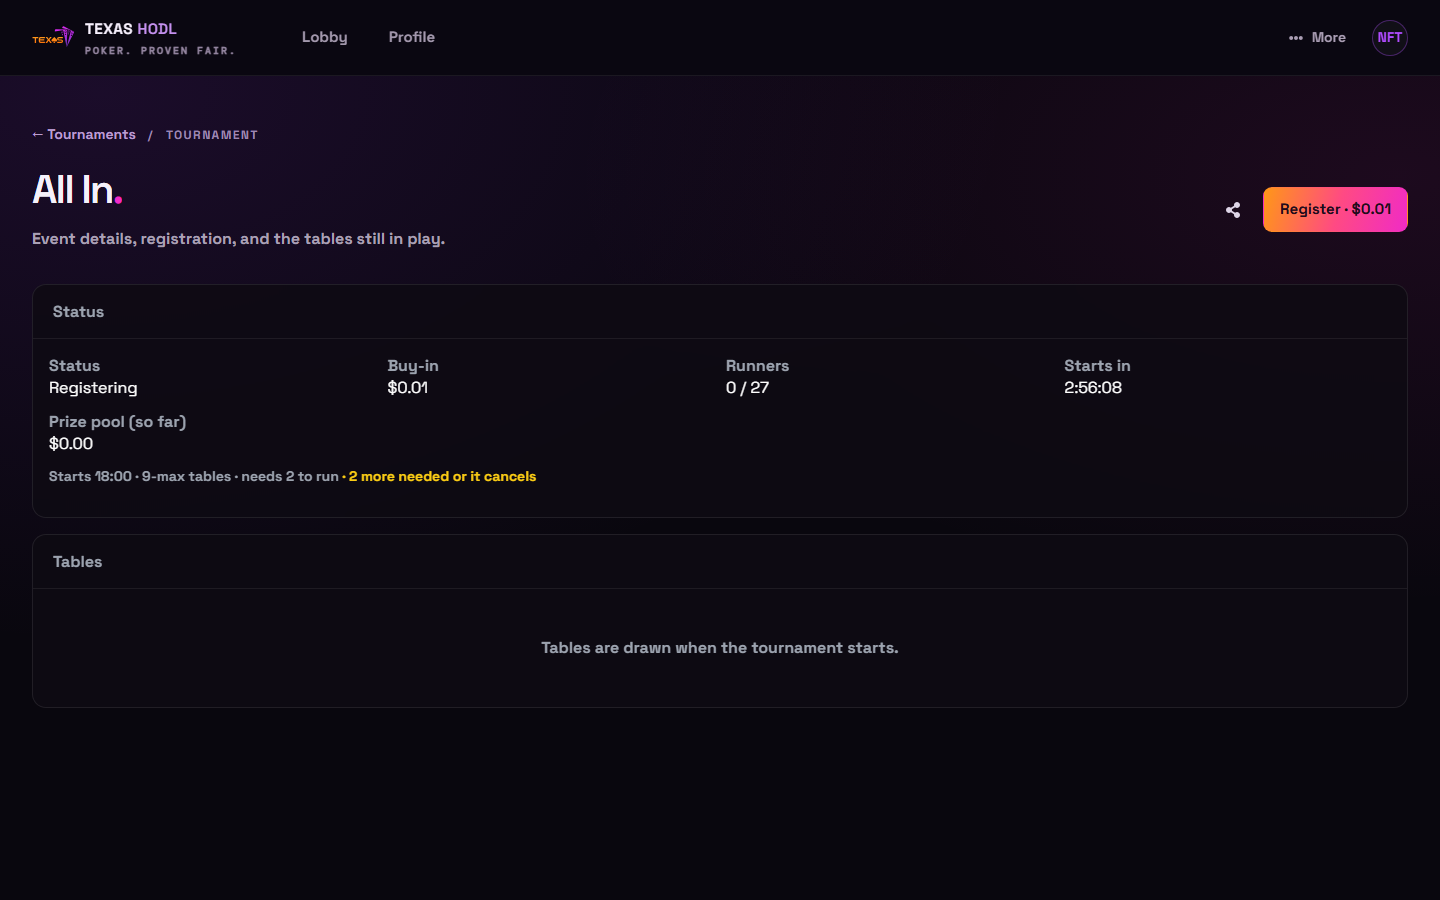 TEXAS
TEXAS HODL
POKER. PROVEN FAIR.
Lobby
Profile
••• More
NFT
← Tournaments / TOURNAMENT
All In.
Register · $0.01
Event details, registration, and the tables still in play.
Status
Status
Buy-in
Runners
Starts in
Registering
$0.01
0 / 27
2:56:08
Prize pool (so far)
$0.00
Starts 18:00 · 9-max tables · needs 2 to run · 2 more needed or it cancels
Tables
Tables are drawn when the tournament starts.